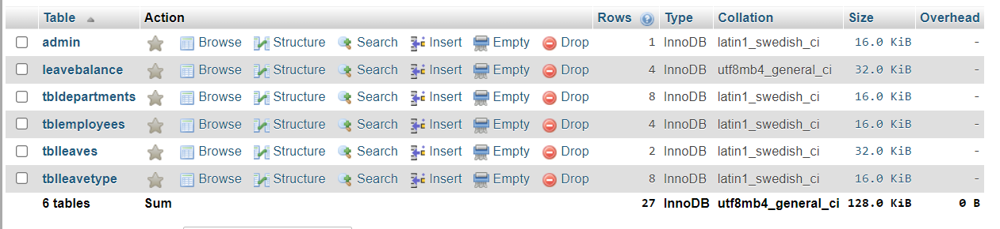 Table Action Rows Type Collation Size Overhead
admin Browse Structure Search Insert Empty Drop 1 InnoDB latin1_swedish_ci 16.0 KiB -
leavebalance Browse Structure Search Insert Empty Drop 4 InnoDB utf8mb4_general_ci 32.0 KiB -
tbldepartments Browse Structure Search Insert Empty Drop 8 InnoDB latin1_swedish_ci 16.0 KiB -
tblemployees Browse Structure Search Insert Empty Drop 4 InnoDB latin1_swedish_ci 16.0 KiB -
tblleaves Browse Structure Search Insert Empty Drop 2 InnoDB latin1_swedish_ci 32.0 KiB -
tblleavetype Browse Structure Search Insert Empty Drop 8 InnoDB latin1_swedish_ci 16.0 KiB -
6 tables Sum 27 InnoDB utf8mb4_general_ci 128.0 KiB 0 B